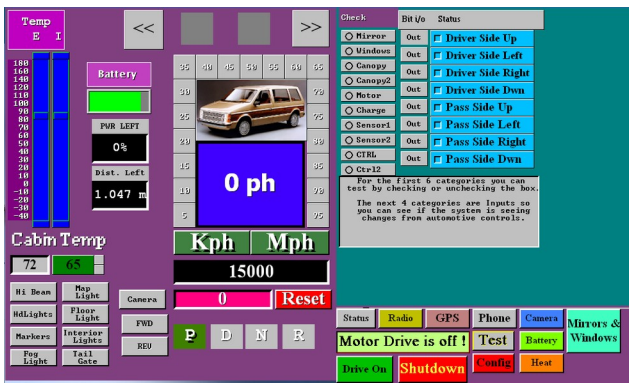 Temp
E I
180
160
140
120
110
100
90
80
70
60
50
40
30
20
10
0
-10
-20
-30
-40
<<
>>
Battery
PWR LEFT
0%
Dist. Left
1.047 m
35 40 45 50 55 60 65
30 70
25 75
20 80
15 85
10 90
5 95
0 ph
Kph Mph
15000
0 Reset
Cabin Temp
72 65
Hi Beam
Map Light
HdLights
Floor Light
Markers
Interior Lights
Fog Light
Tail Gate
Camera
FWD
REV
P D N R
Check Bit i/o Status
Mirror Out Driver Side Up
Windows Out Driver Side Left
Canopy Out Driver Side Right
Canopy2 Out Driver Side Dwn
Motor Out Pass Side Up
Charge Out Pass Side Left
Sensor1 Out Pass Side Right
Sensor2 Out Pass Side Dwn
CTRL
Ctrl2
For the first 6 categories you can
test by checking or unchecking the box.
The next 4 categories are Inputs so
you can see if the system is seeing
changes from automotive controls.
Status Radio GPS Phone Camera
Mirrors &
Windows
Motor Drive is off ! Test Battery
Drive On Shutdown Config Heat